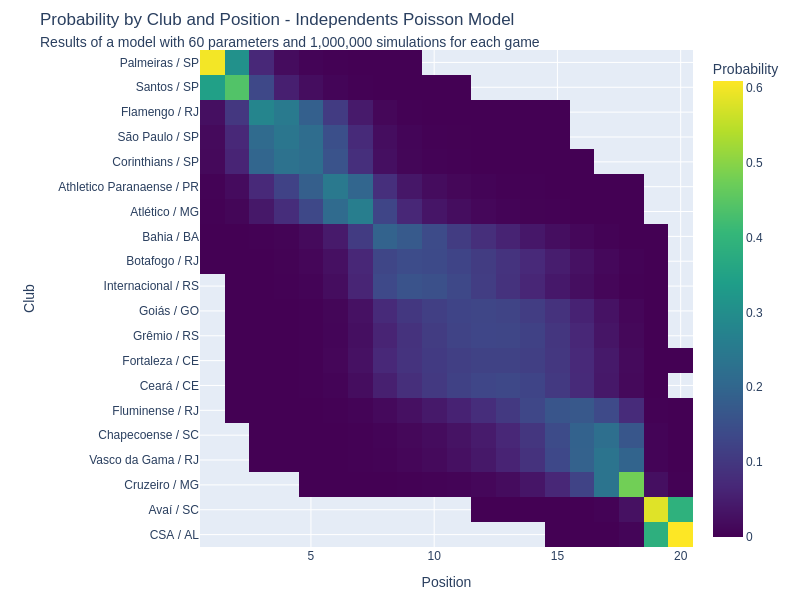 Probability by Club and Position - Independents Poisson Model
Results of a model with 60 parameters and 1,000,000 simulations for each game
Probability
Palmeiras / SP
Santos / SP
Flamengo / RJ
São Paulo / SP
Corinthians / SP
Athletico Paranaense / PR
Atlético / MG
Bahia / BA
Botafogo / RJ
Internacional / RS
Goiás / GO
Grêmio / RS
Fortaleza / CE
Ceará / CE
Fluminense / RJ
Chapecoense / SC
Vasco da Gama / RJ
Cruzeiro / MG
Avaí / SC
CSA / AL
Club
5
10
15
20
Position
0.6
0.5
0.4
0.3
0.2
0.1
0